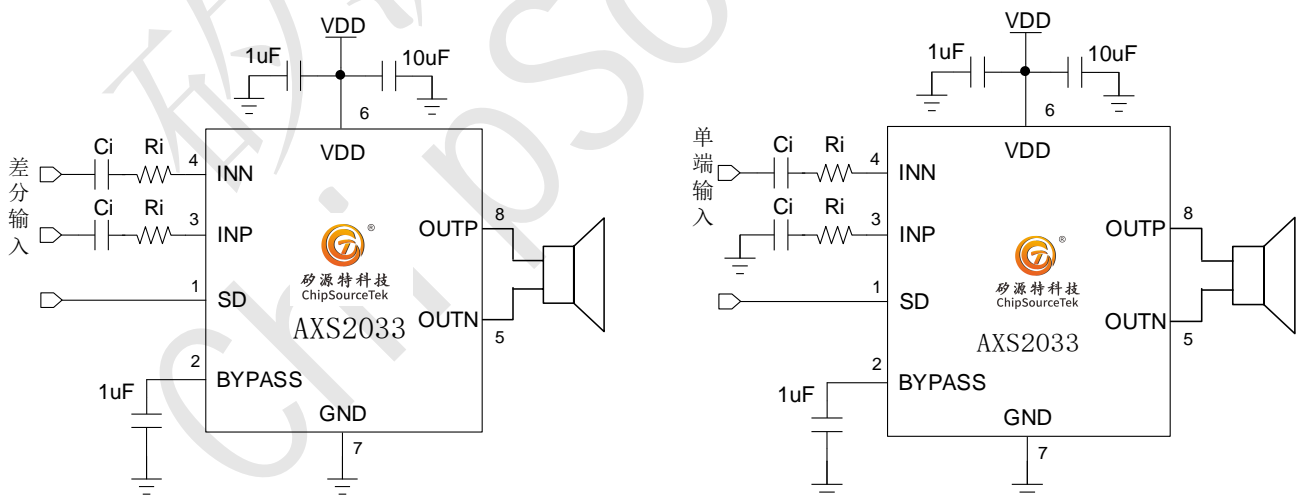 VDD
1uF
10uF
6
VDD
差分输入
Ci
Ri
4
INN
Ci
Ri
3
INP
1
SD
2
BYPASS
1uF
GND
7
OUTP
8
OUTN
5
®
矽源特科技
ChipSourceTek
AXS2033
VDD
1uF
10uF
6
VDD
单端输入
Ci
Ri
4
INN
Ci
Ri
3
INP
1
SD
2
BYPASS
1uF
GND
7
OUTP
8
OUTN
5
®
矽源特科技
ChipSourceTek
AXS2033